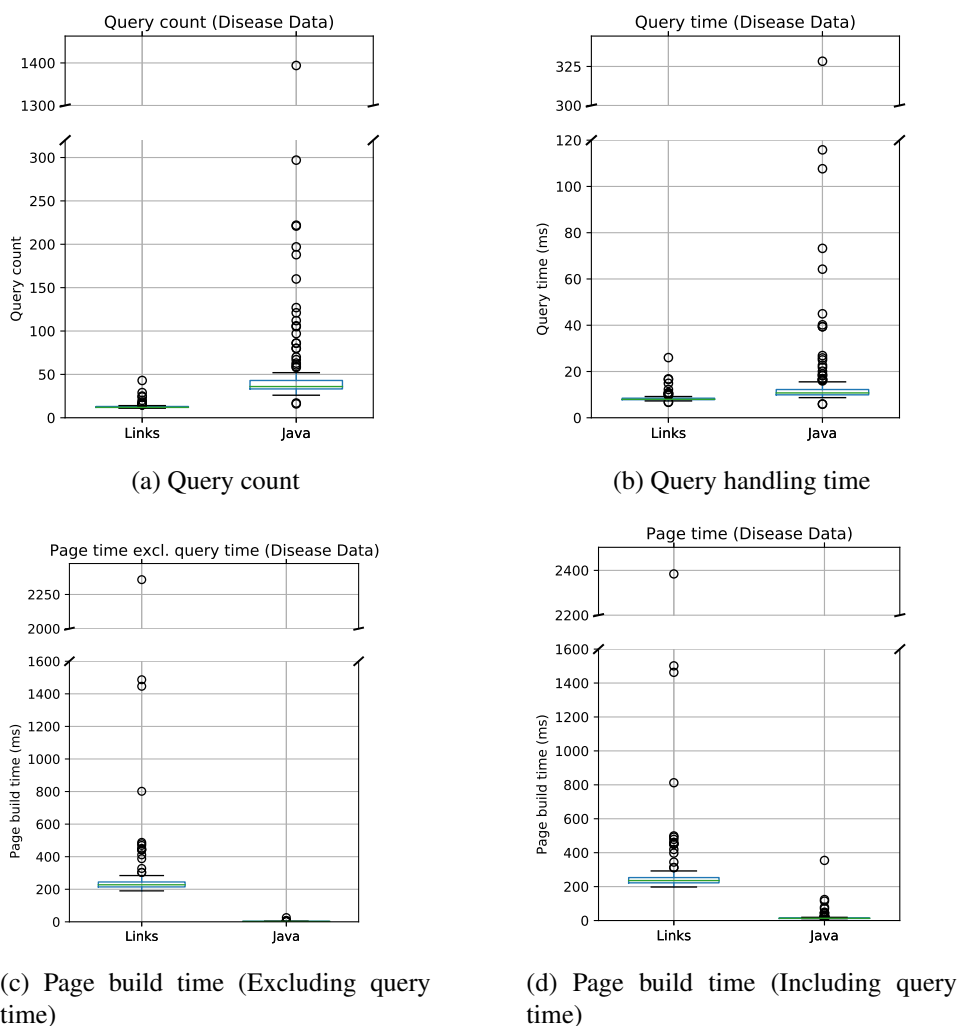 Query count (Disease Data)
1400
1300
300
250
200
150
100
50
0
Query count
Links
Java
(a) Query count
Query time (Disease Data)
325
300
120
100
80
60
40
20
0
Query time (ms)
Links
Java
(b) Query handling time
Page time excl. query time (Disease Data)
2250
2000
1600
1400
1200
1000
800
600
400
200
0
Page build time (ms)
Links
Java
(c) Page build time (Excluding query
time)
Page time (Disease Data)
2400
2200
1600
1400
1200
1000
800
600
400
200
0
Page build time (ms)
Links
Java
(d) Page build time (Including query
time)